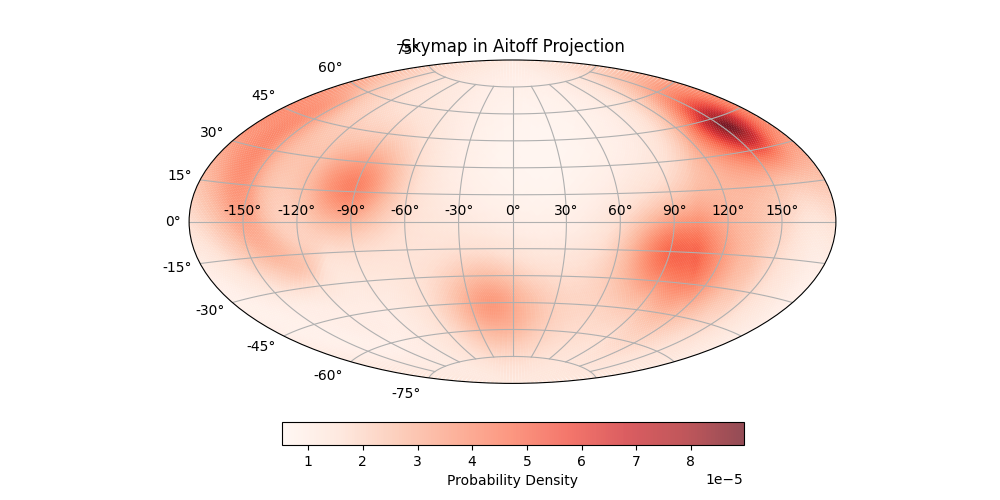 75°
Skymap in Aitoff Projection
60°
45°
30°
15°
-150° -120° -90° -60° -30° 0° 30° 60° 90° 120° 150°
0°
-15°
-30°
-45°
-60°
-75°
1 2 3 4 5 6 7 8
1e−5
Probability Density